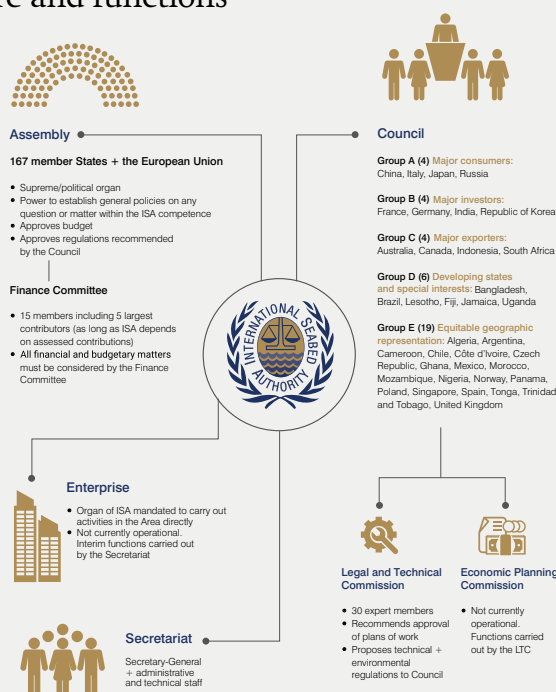 re and functions
Assembly
167 member States + the European Union
• Supreme/political organ
• Power to establish general policies on any
question or matter within the ISA competence
• Approves budget
• Approves regulations recommended
by the Council
Finance Committee
• 15 members including 5 largest
contributors (as long as ISA depends
on assessed contributions)
• All financial and budgetary matters
must be considered by the Finance
Committee
Council
Group A (4) Major consumers:
China, Italy, Japan, Russia
Group B (4) Major investors:
France, Germany, India, Republic of Korea
Group C (4) Major exporters:
Australia, Canada, Indonesia, South Africa
Group D (6) Developing states
and special interests: Bangladesh,
Brazil, Lesotho, Fiji, Jamaica, Uganda
Group E (19) Equitable geographic
representation: Algeria, Argentina,
Cameroon, Chile, Côte d'Ivoire, Czech
Republic, Ghana, Mexico, Morocco,
Mozambique, Nigeria, Norway, Panama,
Poland, Singapore, Spain, Tonga, Trinidad
and Tobago, United Kingdom
INTERNATIONAL SEABED
AUTHORITY
Enterprise
• Organ of ISA mandated to carry out
activities in the Area directly
• Not currently operational.
Interim functions carried out
by the Secretariat
Secretariat
Secretary-General
+ administrative
and technical staff
Legal and Technical
Commission
• 30 expert members
• Recommends approval
of plans of work
• Proposes technical +
environmental
regulations to Council
Economic Planning
Commission
• Not currently
operational.
Functions carried
out by the LTC